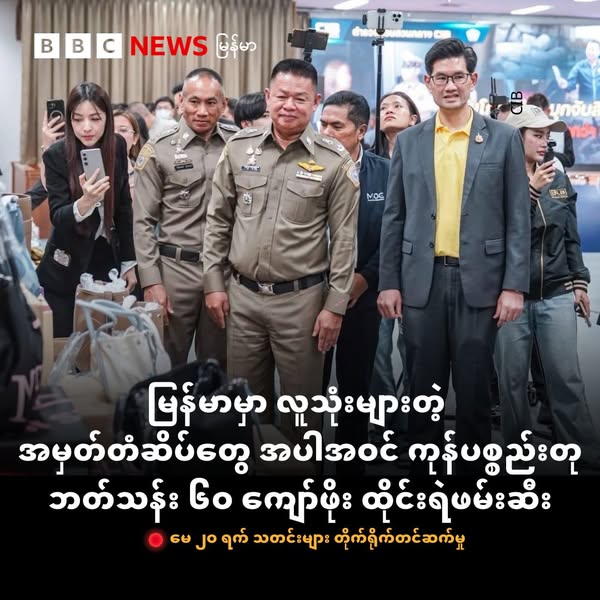 BBC NEWS မြန်မာ
CIB
MOC
မြန်မာမှာ လူသုံးများတဲ့
အမှတ်တံဆိပ်တွေ အပါအဝင် ကုန်ပစ္စည်းတု
ဘတ်သန်း ၆၀ ကျော်ဖိုး ထိုင်းရဲဖမ်းဆီး
မေ ၂၀ ရက် သတင်းများ တိုက်ရိုက်တင်ဆက်မှု